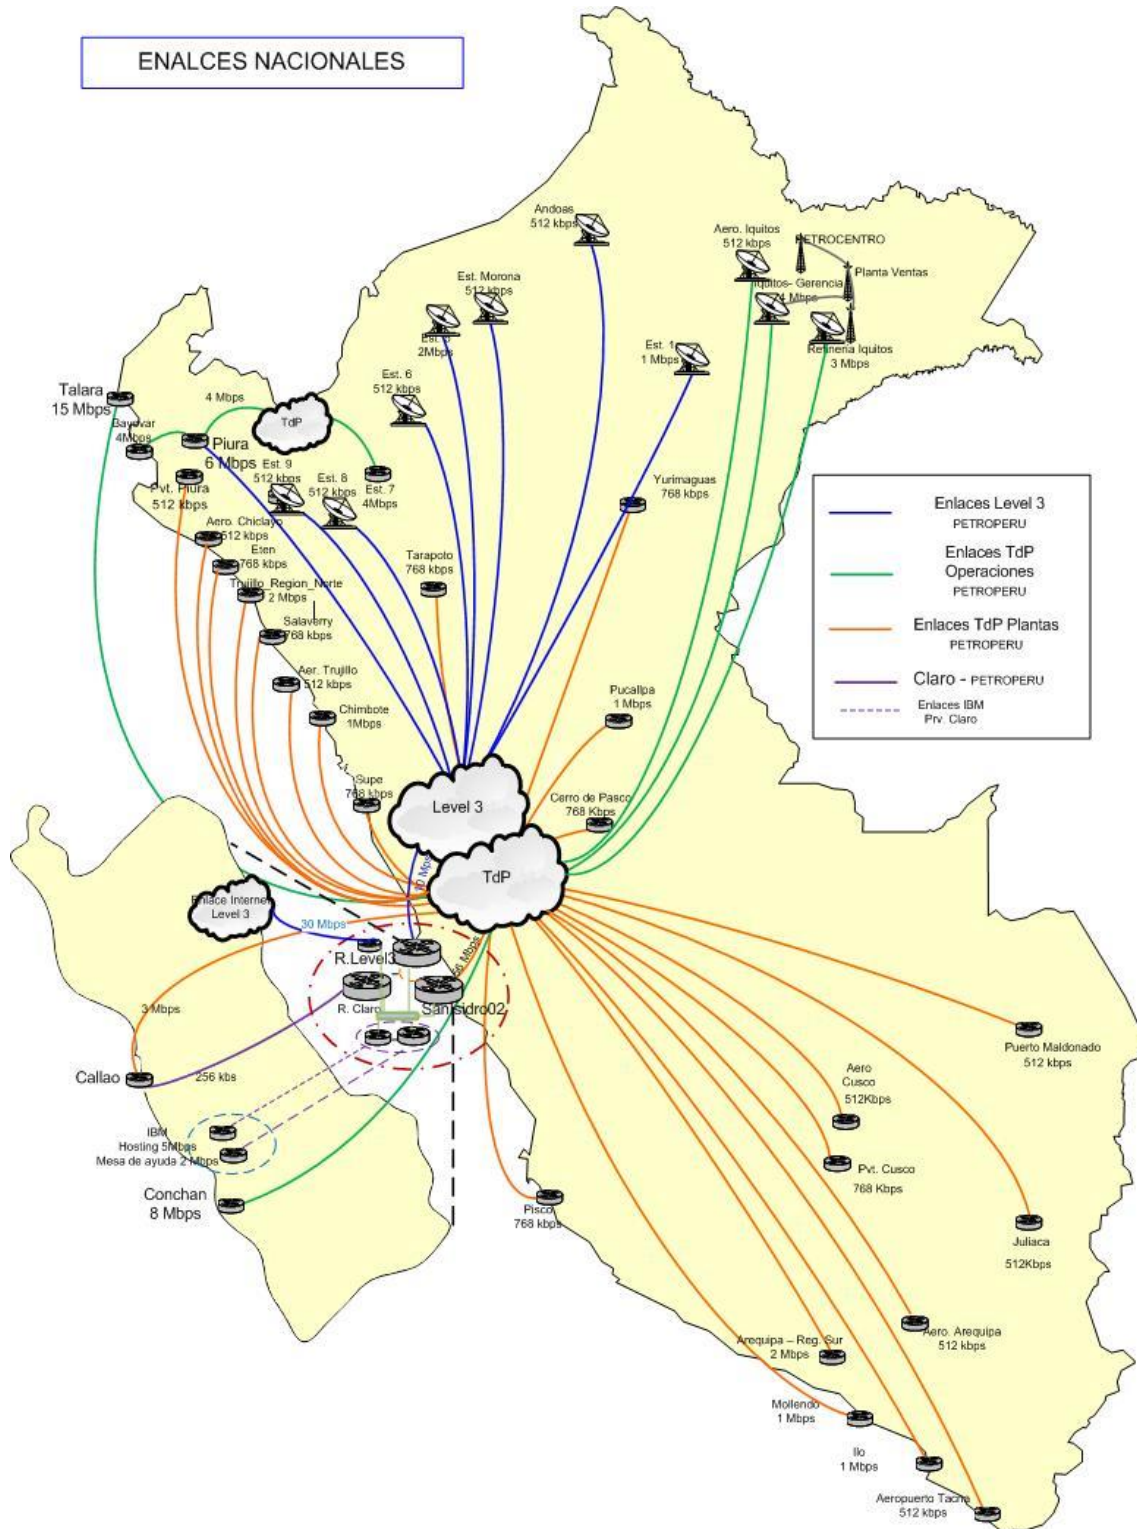 ENALCES NACIONALES
Andoas
512 kbps
Aero. Iquitos
512 kbps
PETROCENTRO
Planta Ventas
Iquitos- Gerencia
4 Mbps
Refineria Iquitos
3 Mbps
Est. Morona
512 kbps
2Mbps
Est. 1
1 Mbps
Est. 6
512 kbps
Talara
15 Mbps
4 Mbps
TdP
Bayovar
4Mbps
Piura
6 Mbps
Pvt. Piura
512 kbps
Est. 9
512 kbps
Est. 8
512 kbps
Est. 7
4Mbps
Yurimaguas
768 kbps
Aero. Chiclayo
512 kbps
Eten
768 kbps
Trujillo_Region_Norte
2 Mbps
Tarapoto
768 kbps
Salaverry
768 kbps
Aer. Trujillo
512 kbps
Chimbote
1Mbps
Pucallpa
1 Mbps
Supe
768 kbps
Cerro de Pasco
768 Kbps
Enlaces Level 3
PETROPERU
Enlaces TdP
Operaciones
PETROPERU
Enlaces TdP Plantas
PETROPERU
Claro - PETROPERU
Enlaces IBM
Prv. Claro
Level 3
TdP
Enlace Internet
Level 3
30 Mbps
R.Level3
R. Claro
SanIsidro02
3 Mbps
Callao
256 kbs
IBM
Hosting 5Mbps
Mesa de ayuda 2 Mbps
Conchan
8 Mbps
Pisco
768 kbps
Puerto Maldonado
512 kbps
Aero
Cusco
512Kbps
Pvt. Cusco
768 Kbps
Juliaca
512Kbps
Aero. Arequipa
512 kbps
Arequipa – Reg. Sur
2 Mbps
Mollendo
1 Mbps
Ilo
1 Mbps
Aeropuerto Tacna
512 kbps